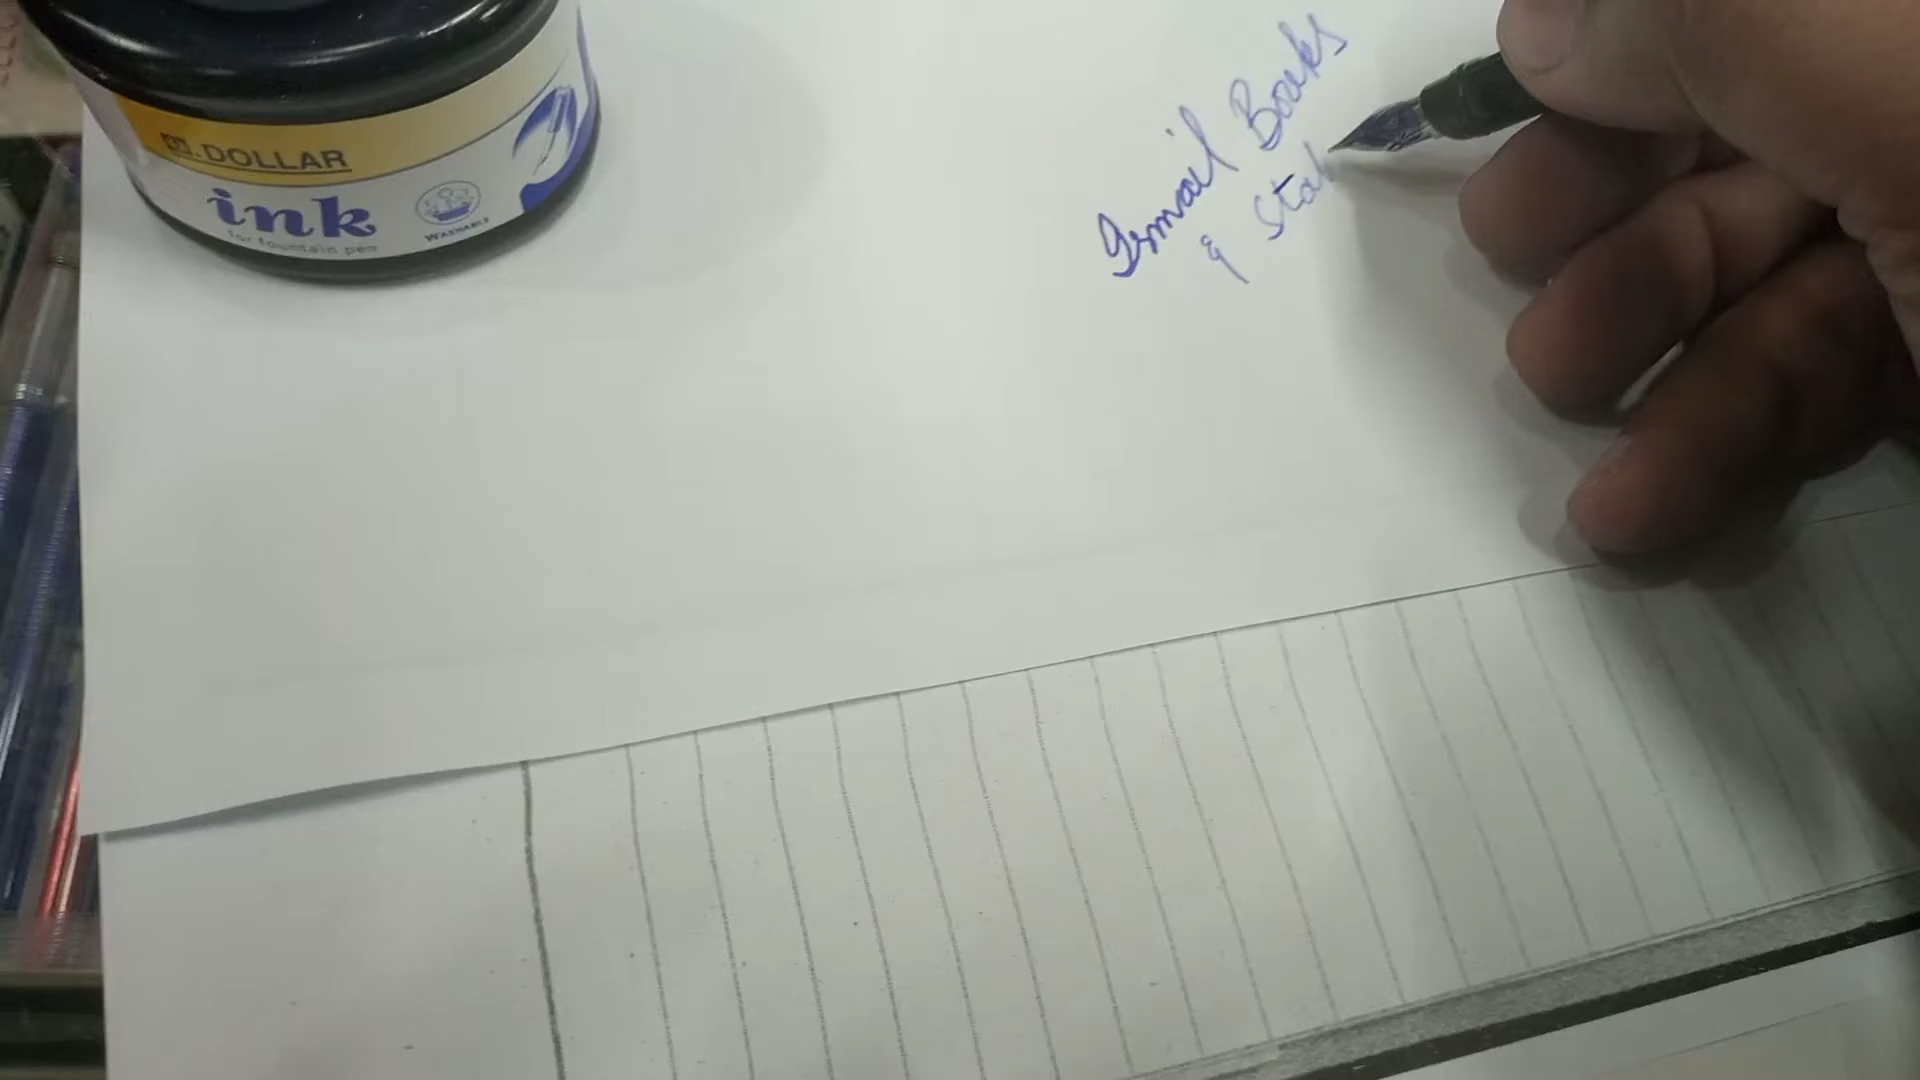 DOLLAR
ink
for fountain pen
WASHABLE
Ismail Books
& Stat